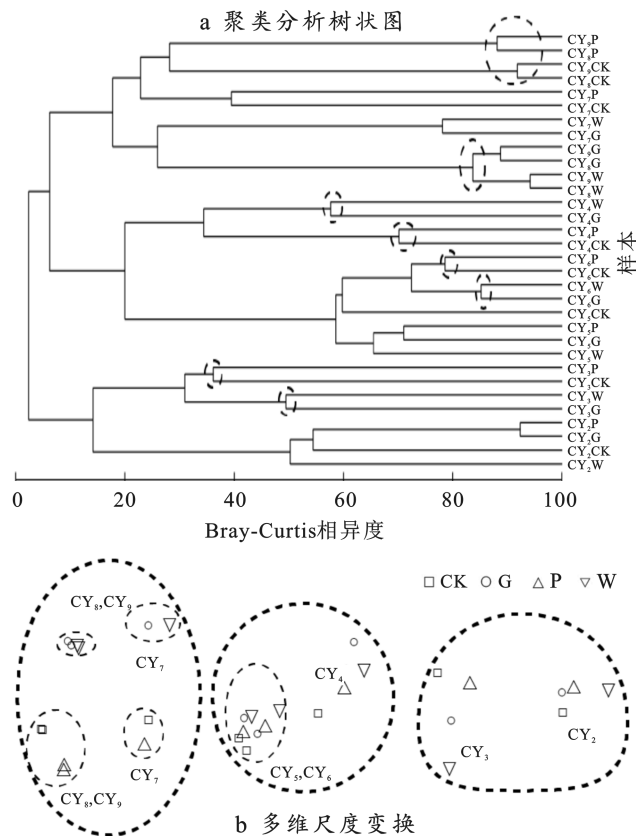 a 聚类分析树状图
CY₉P
CY₈P
CY₉CK
CY₈CK
CY₇P
CY₇CK
CY₇W
CY₇G
CY₉G
CY₈G
CY₉W
CY₈W
CY₄W
CY₄G
CY₄P
CY₄CK
CY₆P
CY₆CK
CY₆W
CY₆G
CY₅CK
CY₅P
CY₅G
CY₅W
CY₃P
CY₃CK
CY₃W
CY₃G
CY₂P
CY₂G
CY₂CK
CY₂W
样本
0 20 40 60 80 100
Bray-Curtis相异度
CK G P W
CY₈,CY₉
CY₇
CY₄
CY₃
CY₂
CY₅,CY₆
CY₇
CY₈,CY₉
b 多维尺度变换